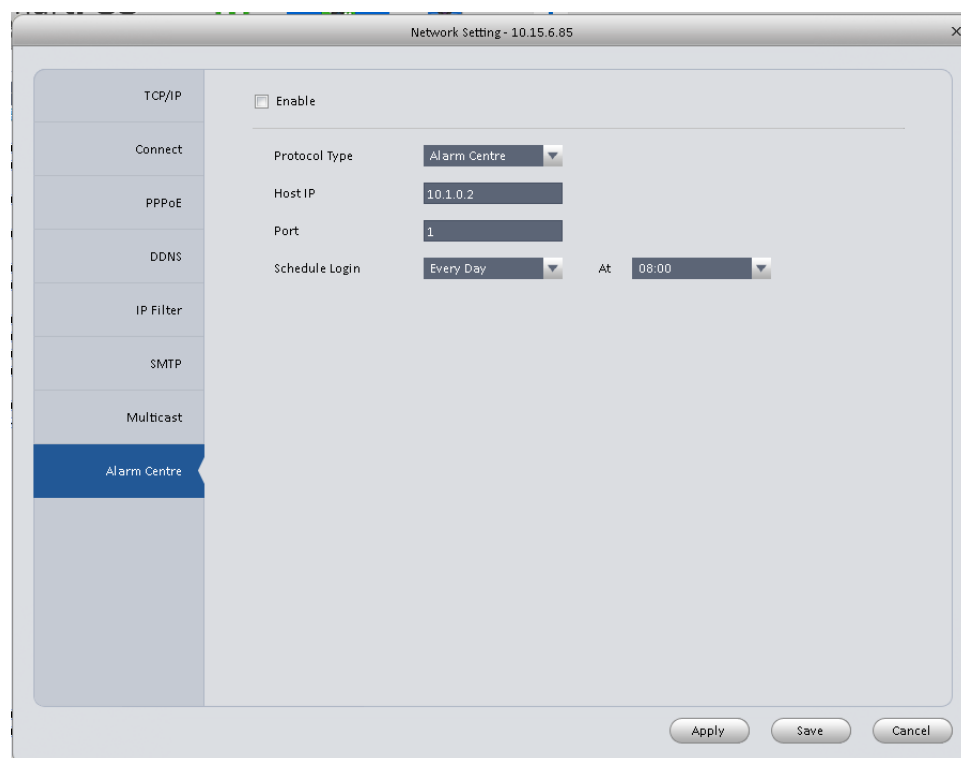 Network Setting - 10.15.6.85
TCP/IP
Connect
PPPoE
DDNS
IP Filter
SMTP
Multicast
Alarm Centre
Enable
Protocol Type Alarm Centre
Host IP 10.1.0.2
Port 1
Schedule Login Every Day At 08:00
Apply Save Cancel